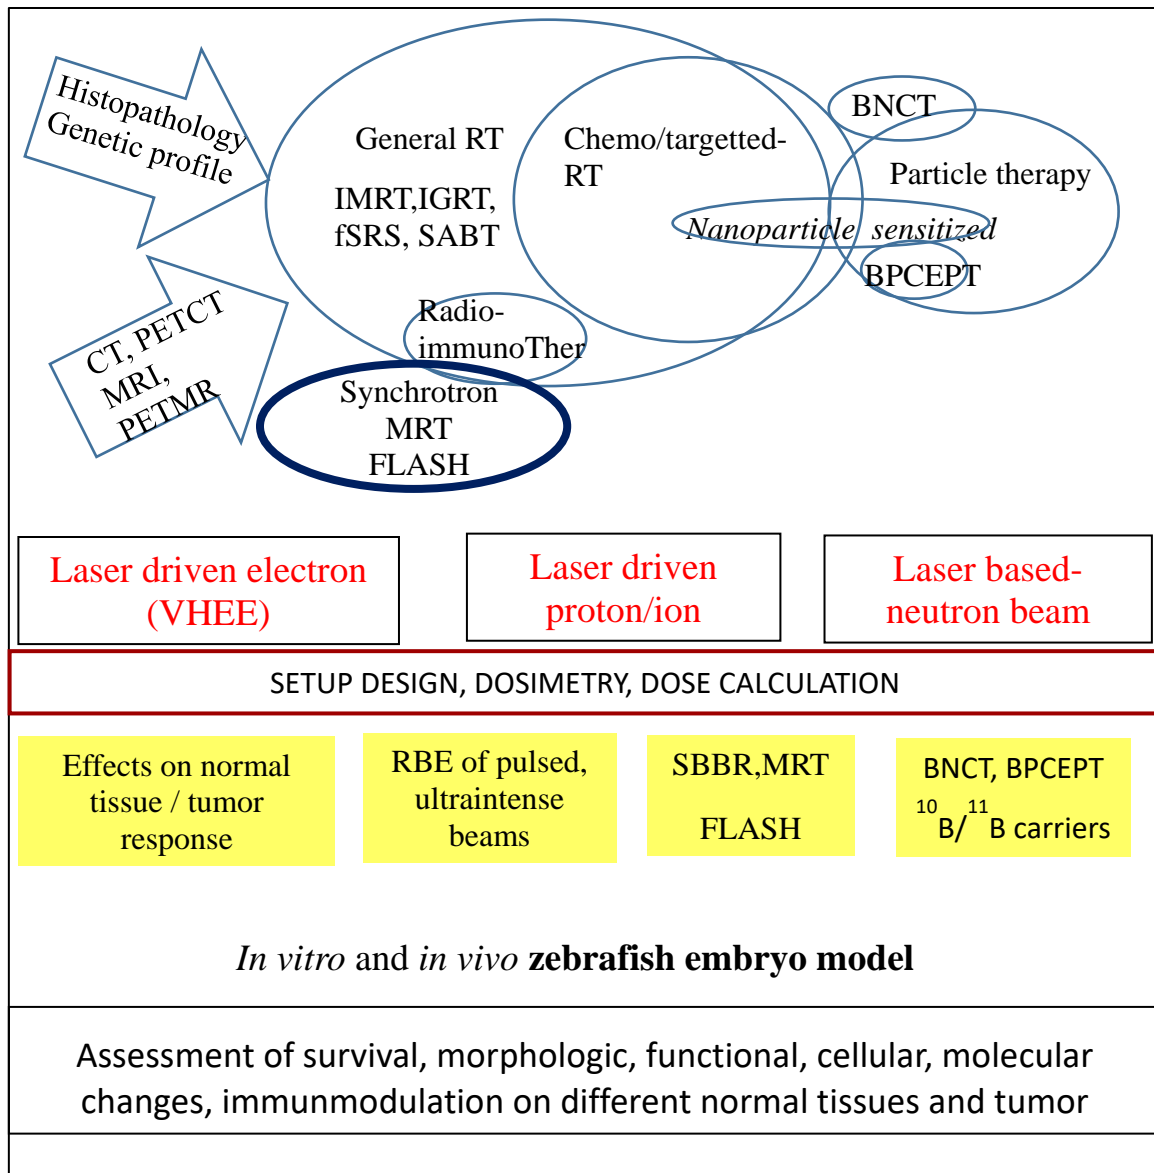 Histopathology
Genetic profile
CT, PETCT
MRI,
PETMR
General RT
IMRT,IGRT,
fSRS, SABT
Chemo/targetted-
RT
BNCT
Particle therapy
Nanoparticle sensitized
BPCEPT
Radio-
immunoTher
Synchrotron
MRT
FLASH
Laser driven electron
(VHEE)
Laser driven
proton/ion
Laser based-
neutron beam
SETUP DESIGN, DOSIMETRY, DOSE CALCULATION
Effects on normal
tissue / tumor
response
RBE of pulsed,
ultraintense
beams
SBBR,MRT
FLASH
BNCT, BPCEPT
¹⁰B/¹¹B carriers
In vitro and in vivo zebrafish embryo model
Assessment of survival, morphologic, functional, cellular, molecular
changes, immunmodulation on different normal tissues and tumor